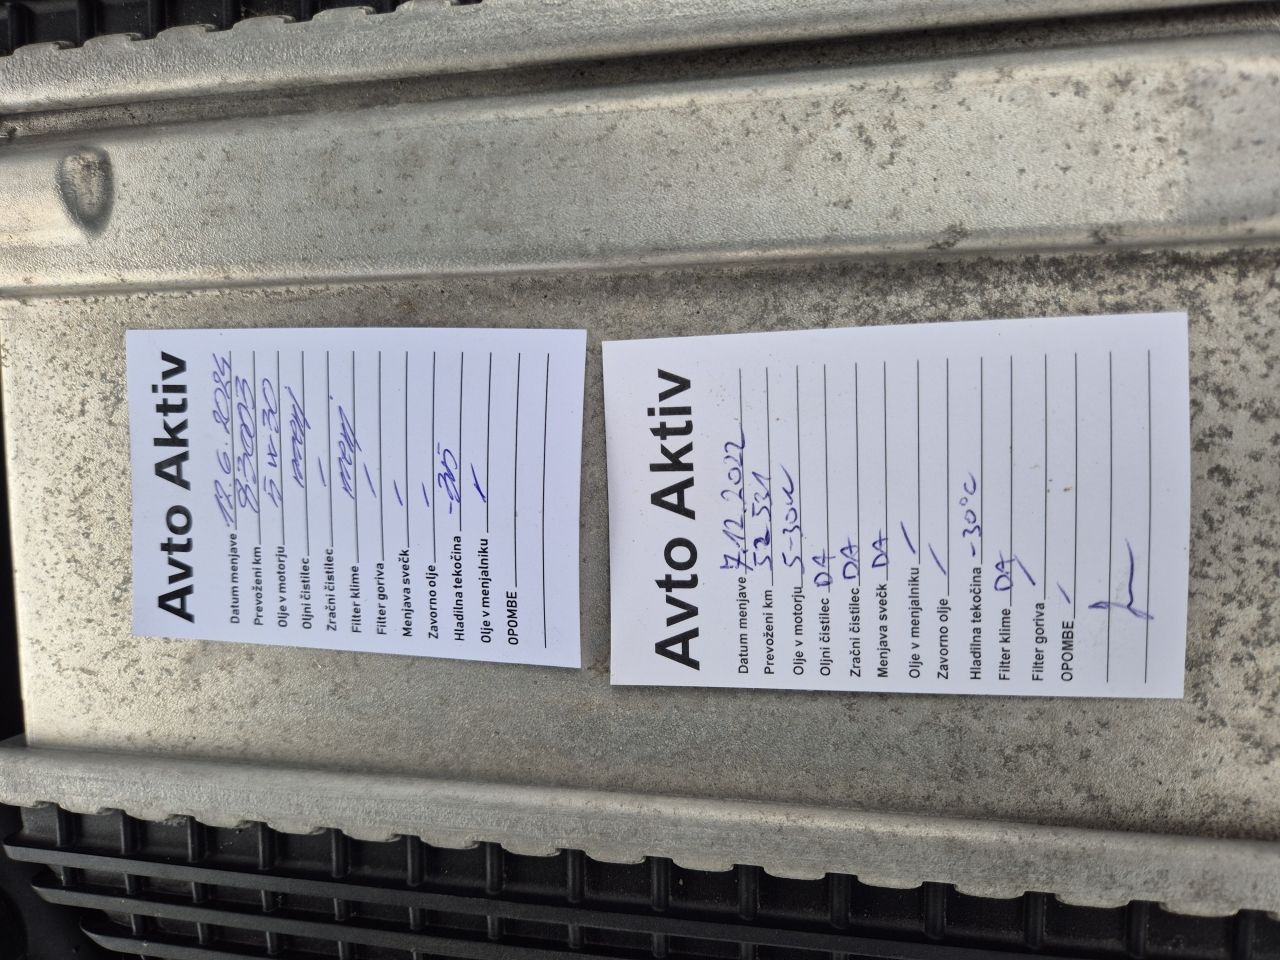 Avto Aktiv
Datum menjave 12.6.2024
Prevoženi km 83003
Olje v motorju 5w30
Oljni čistilec
Zračni čistilec -
Filter klime
Filter goriva -
Menjava svečk -
Zavorno olje -
Hladilna tekočina -35
Olje v menjalniku -
OPOMBE
Avto Aktiv
Datum menjave 7.12.2022
Prevoženi km 52531
Olje v motorju 5-30w
Oljni čistilec DA
Zračni čistilec DA
Menjava svečk DA
Olje v menjalniku /
Zavorno olje /
Hladilna tekočina -30°C
Filter klime DA
Filter goriva /
OPOMBE /